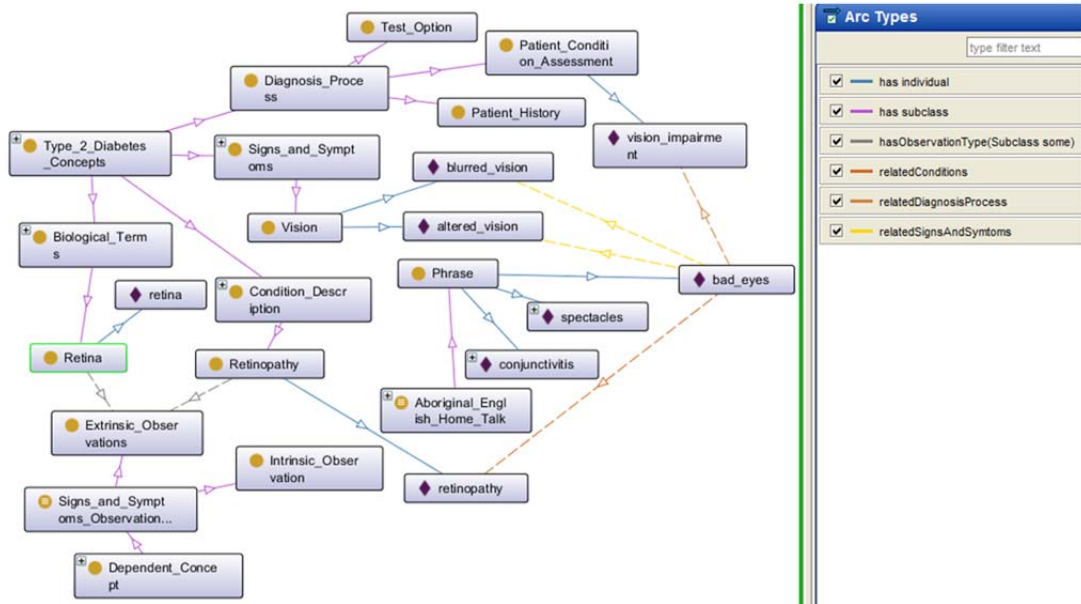 Test_Option
Patient_Conditi
on_Assessment
Diagnosis_Proce
ss
Patient_History
Type_2_Diabetes
_Concepts
Signs_and_Sympt
oms
vision_impairme
nt
blurred_vision
Vision
altered_vision
Biological_Term
s
Phrase
bad_eyes
retina
Condition_Descr
iption
spectacles
Retina
Retinopathy
conjunctivitis
Aboriginal_Engl
ish_Home_Talk
Extrinsic_Obser
vations
Intrinsic_Obser
vation
retinopathy
Signs_and_Sympt
oms_Observation...
Dependent_Conce
pt
Arc Types
type filter text
has individual
has subclass
hasObservationType(Subclass some)
relatedConditions
relatedDiagnosisProcess
relatedSignsAndSymtoms